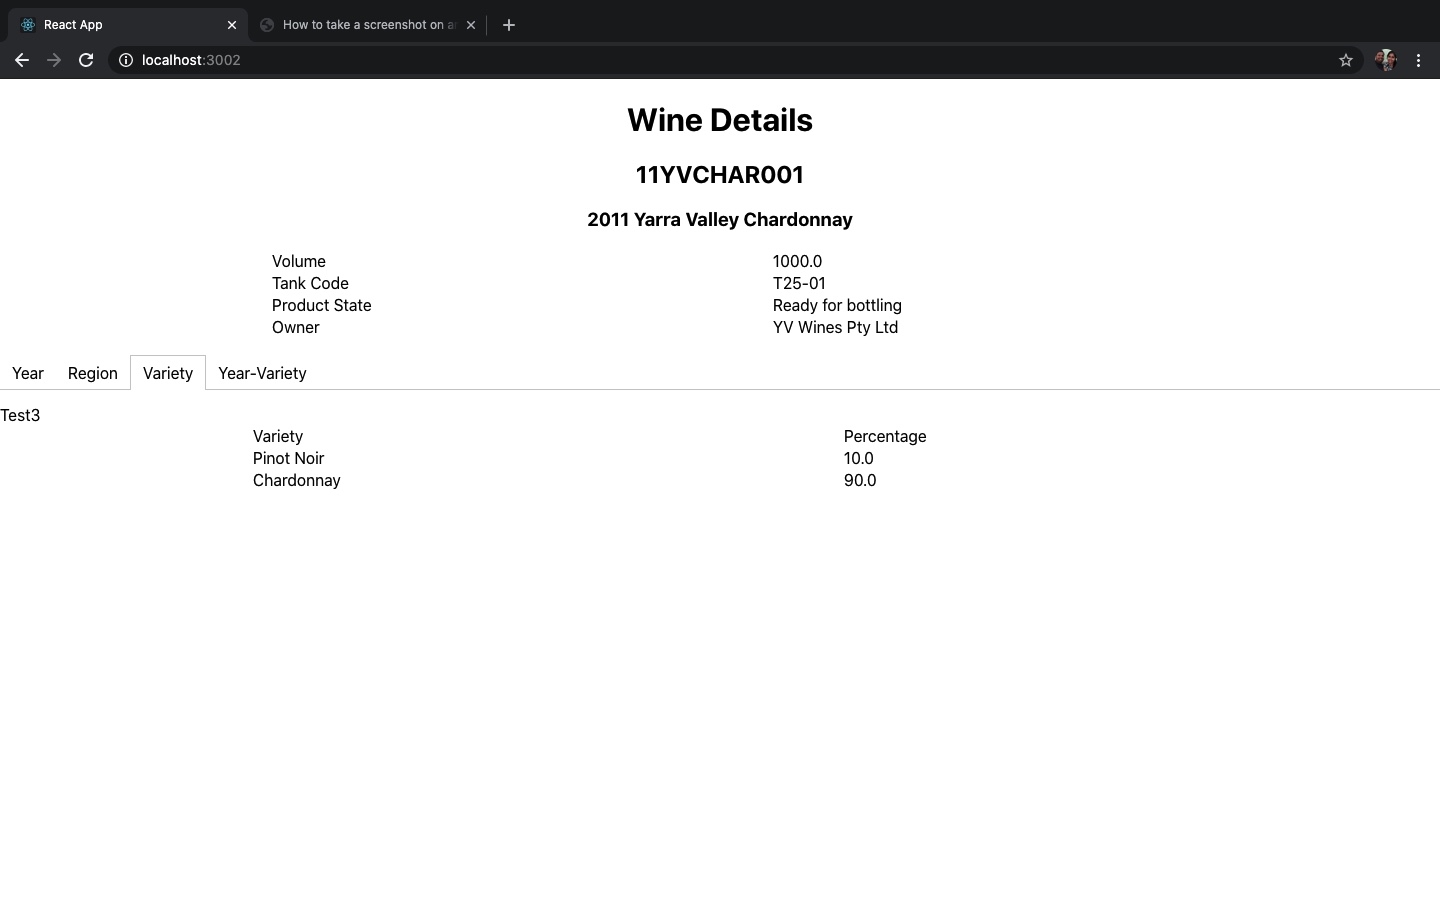 React App
How to take a screenshot on a
localhost:3002
Wine Details
11YVCHAR001
2011 Yarra Valley Chardonnay
Volume 1000.0
Tank Code T25-01
Product State Ready for bottling
Owner YV Wines Pty Ltd
Year Region Variety Year-Variety
Test3
Variety Percentage
Pinot Noir 10.0
Chardonnay 90.0